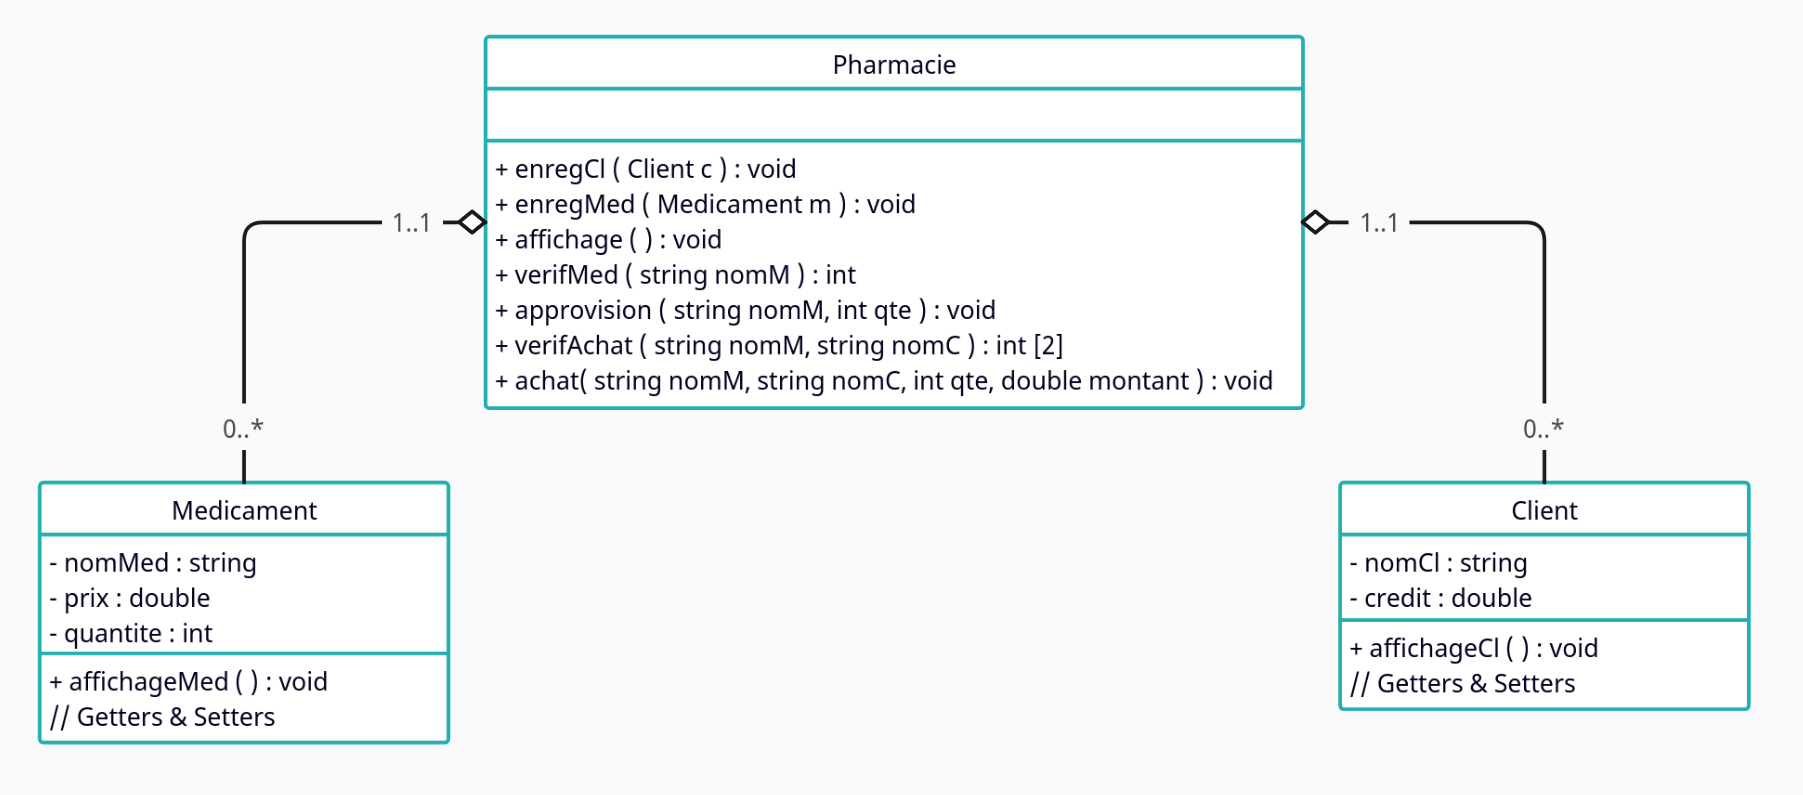 Pharmacie
+ enregCl ( Client c ) : void
+ enregMed ( Medicament m ) : void
+ affichage ( ) : void
+ verifMed ( string nomM ) : int
+ approvision ( string nomM, int qte ) : void
+ verifAchat ( string nomM, string nomC ) : int [2]
+ achat( string nomM, string nomC, int qte, double montant ) : void
1..1
1..1
0..*
0..*
Medicament
- nomMed : string
- prix : double
- quantite : int
+ affichageMed ( ) : void
// Getters & Setters
Client
- nomCl : string
- credit : double
+ affichageCl ( ) : void
// Getters & Setters